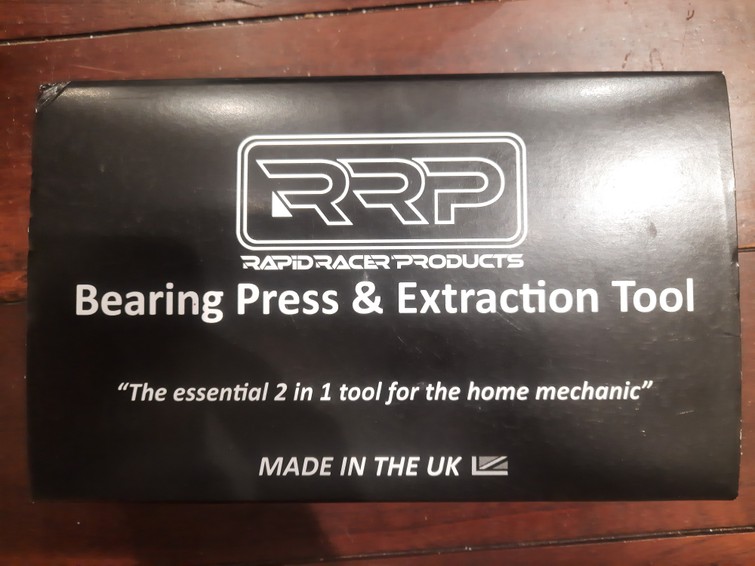 RRP
RAPID RACER PRODUCTS
Bearing Press & Extraction Tool
“The essential 2 in 1 tool for the home mechanic”
MADE IN THE UK